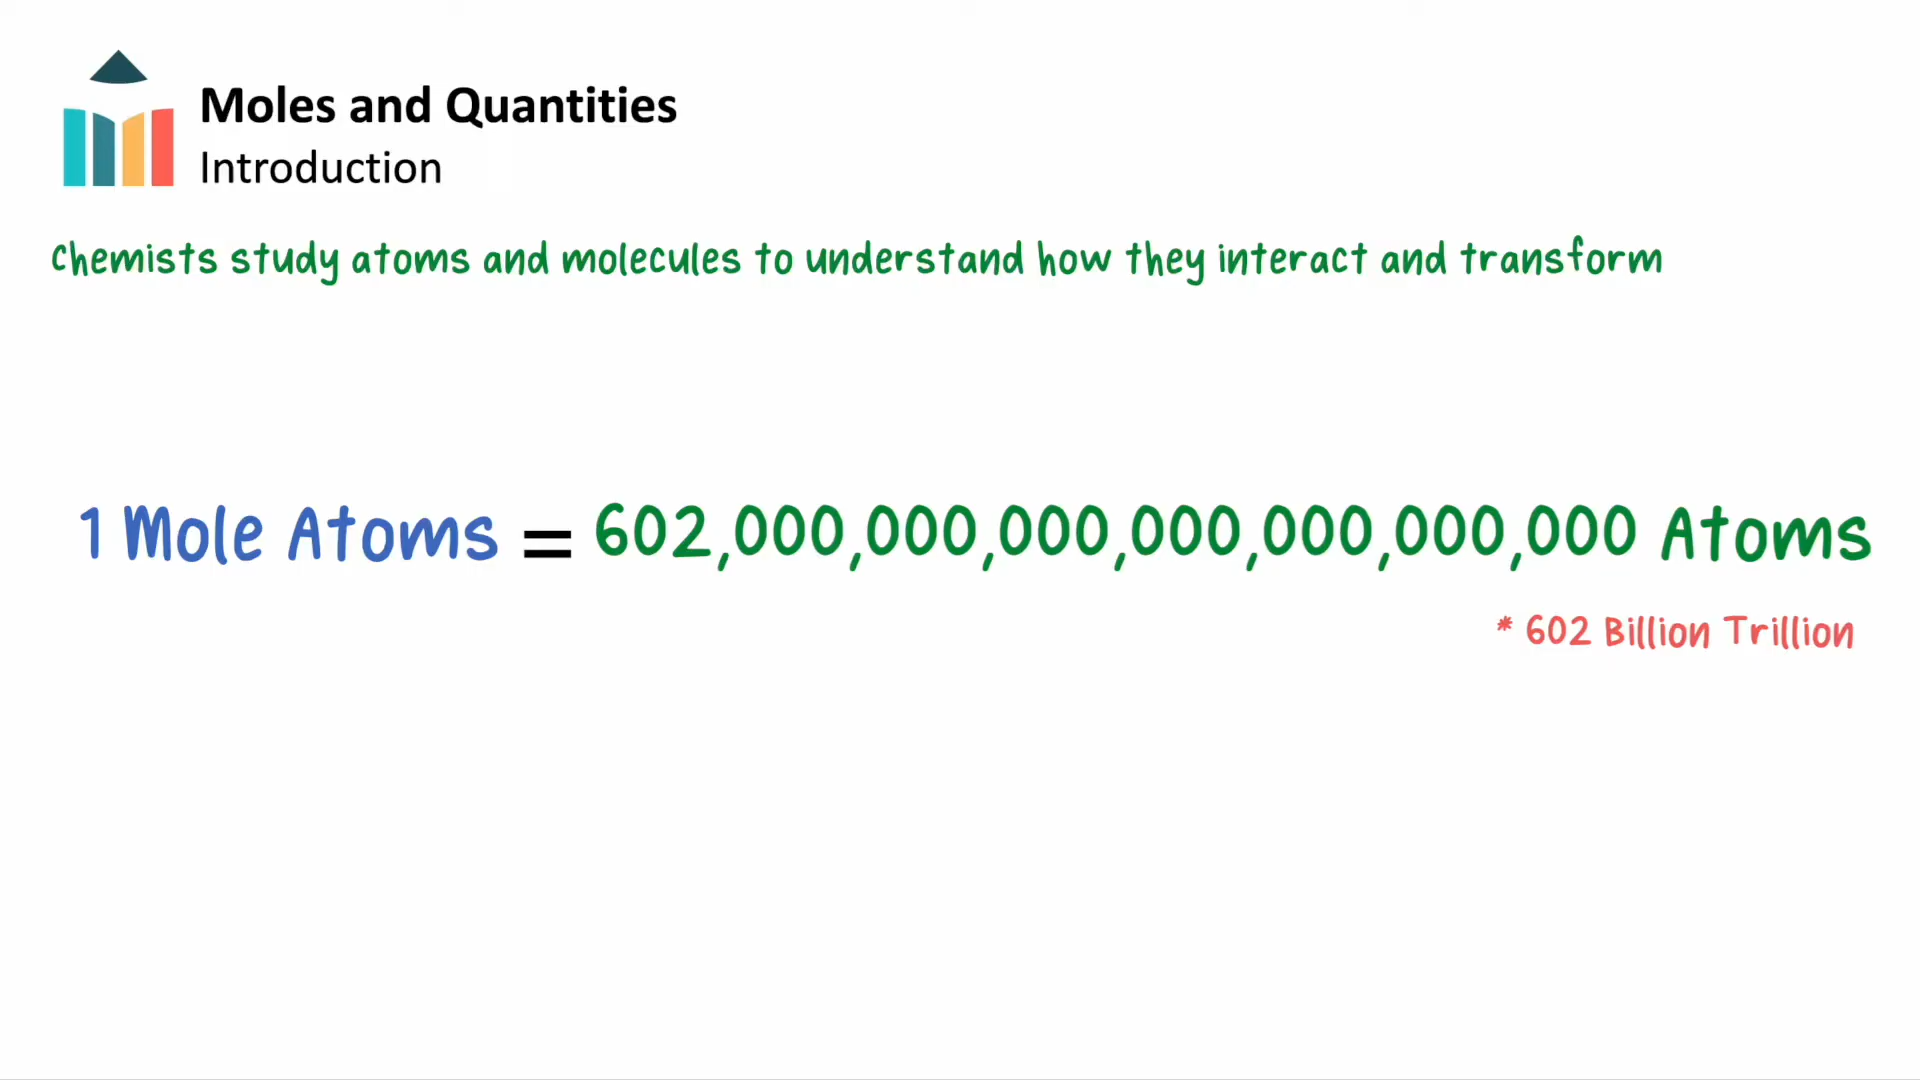 Moles and Quantities
Introduction
Chemists study atoms and molecules to understand how they interact and transform
1 Mole Atoms = 602,000,000,000,000,000,000,000 Atoms
* 602 Billion Trillion